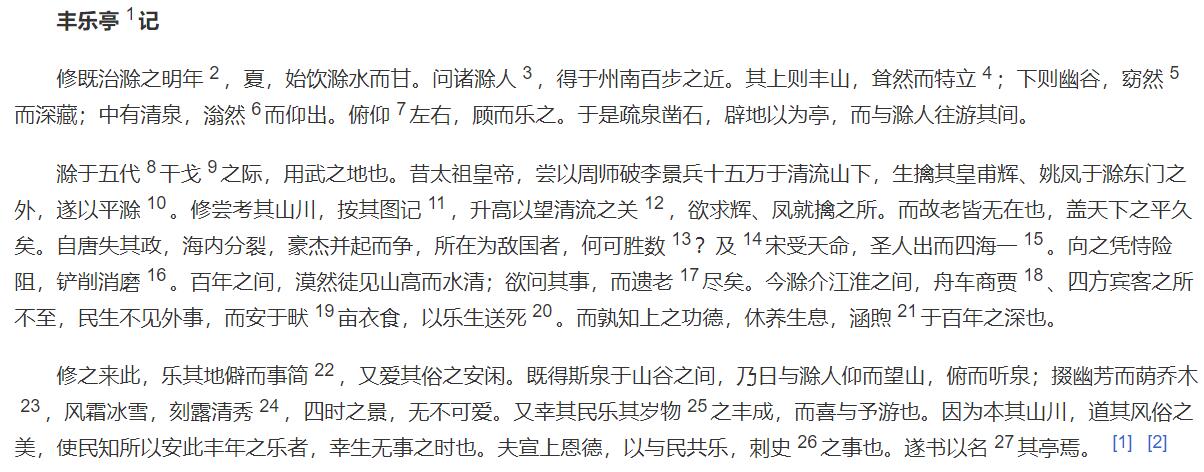 丰乐亭 1 记
修既治滁之明年 2 ，夏，始饮滁水而甘。问诸滁人 3 ，得于州南百步之近。其上则丰山，耸然而特立 4 ；下则幽谷，窈然 5
而深藏；中有清泉，滃然 6 而仰出。俯仰 7 左右，顾而乐之。于是疏泉凿石，辟地以为亭，而与滁人往游其间。
滁于五代 8 干戈 9 之际，用武之地也。昔太祖皇帝，尝以周师破李景兵十五万于清流山下，生擒其皇甫辉、姚凤于滁东门之
外，遂以平滁 10 。修尝考其山川，按其图记 11 ，升高以望清流之关 12 ，欲求辉、凤就擒之所。而故老皆无在也，盖天下之平久
矣。自唐失其政，海内分裂，豪杰并起而争，所在为敌国者，何可胜数 13 ？及 14 宋受天命，圣人出而四海一 15 。向之凭恃险
阻，铲削消磨 16 。百年之间，漠然徒见山高而水清；欲问其事，而遗老 17 尽矣。今滁介江淮之间，舟车商贾 18 、四方宾客之所
不至，民生不见外事，而安于畎 19 亩衣食，以乐生送死 20 。而孰知上之功德，休养生息，涵煦 21 于百年之深也。
修之来此，乐其地僻而事简 22 ，又爱其俗之安闲。既得斯泉于山谷之间，乃日与滁人仰而望山，俯而听泉；掇幽芳而荫乔木
23 ，风霜冰雪，刻露清秀 24 ，四时之景，无不可爱。又幸其民乐其岁物 25 之丰成，而喜与予游也。因为本其山川，道其风俗之
美，使民知所以安此丰年之乐者，幸生无事之时也。夫宣上恩德，以与民共乐，刺史 26 之事也。遂书以名 27 其亭焉。 [1] [2]